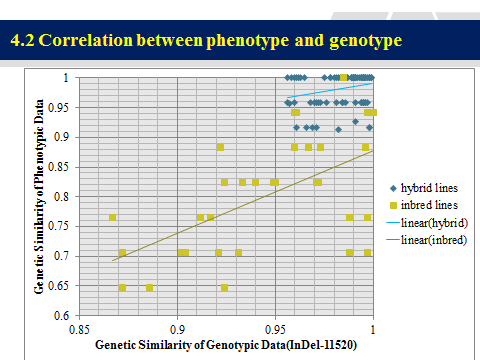 4.2 Correlation between phenotype and genotype
Genetic Similarity of Phenotypic Data
1
0.95
0.9
0.85
0.8
0.75
0.7
0.65
0.6
0.85
0.9
0.95
1
Genetic Similarity of Genotypic Data(InDel-11520)
hybrid lines
inbred lines
linear(hybrid)
linear(inbred)